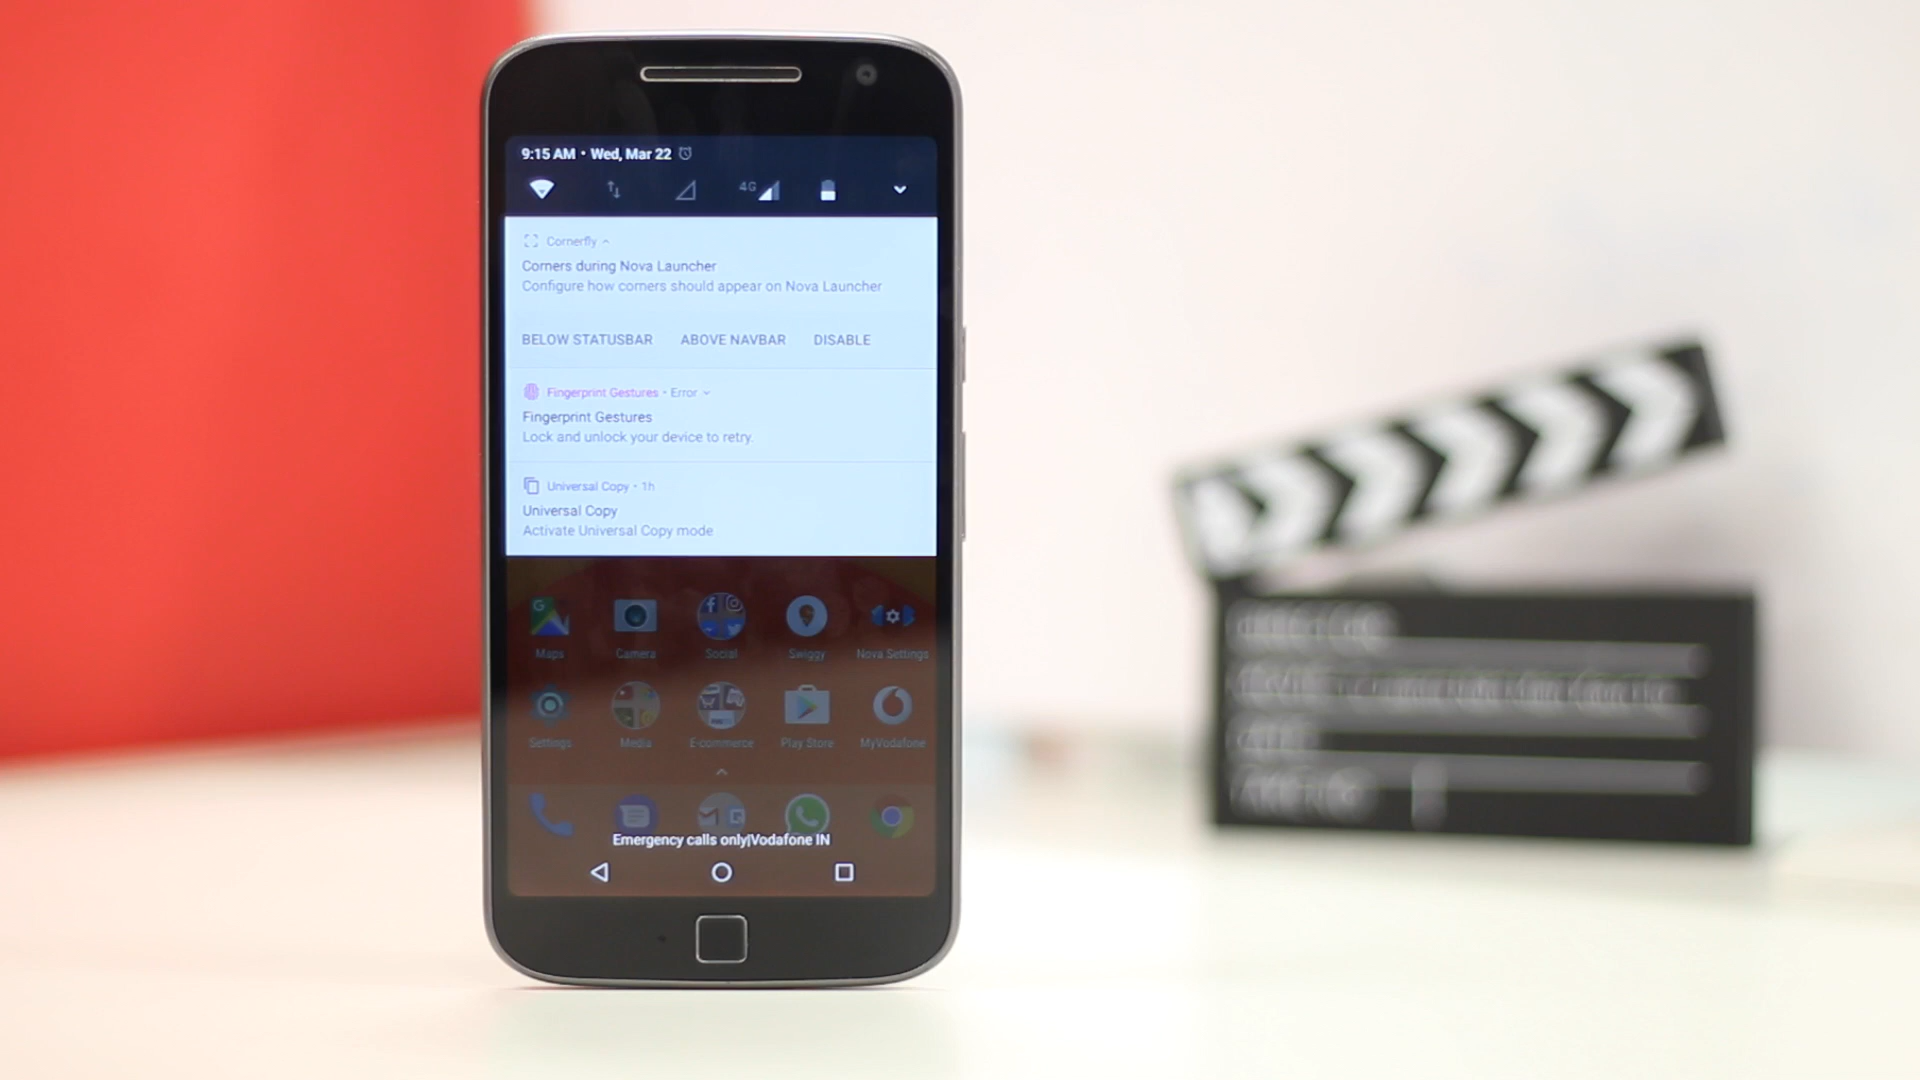 9:15 AM • Wed, Mar 22
4G
Cornerfly
Corners during Nova Launcher
Configure how corners should appear on Nova Launcher
BELOW STATUSBAR ABOVE NAVBAR DISABLE
Fingerprint Gestures • Error
Fingerprint Gestures
Lock and unlock your device to retry.
Universal Copy • 1h
Universal Copy
Activate Universal Copy mode
Maps Camera Social Swiggy Nova Settings
Settings Media E-commerce Play Store MyVodafone
Emergency calls only|Vodafone IN